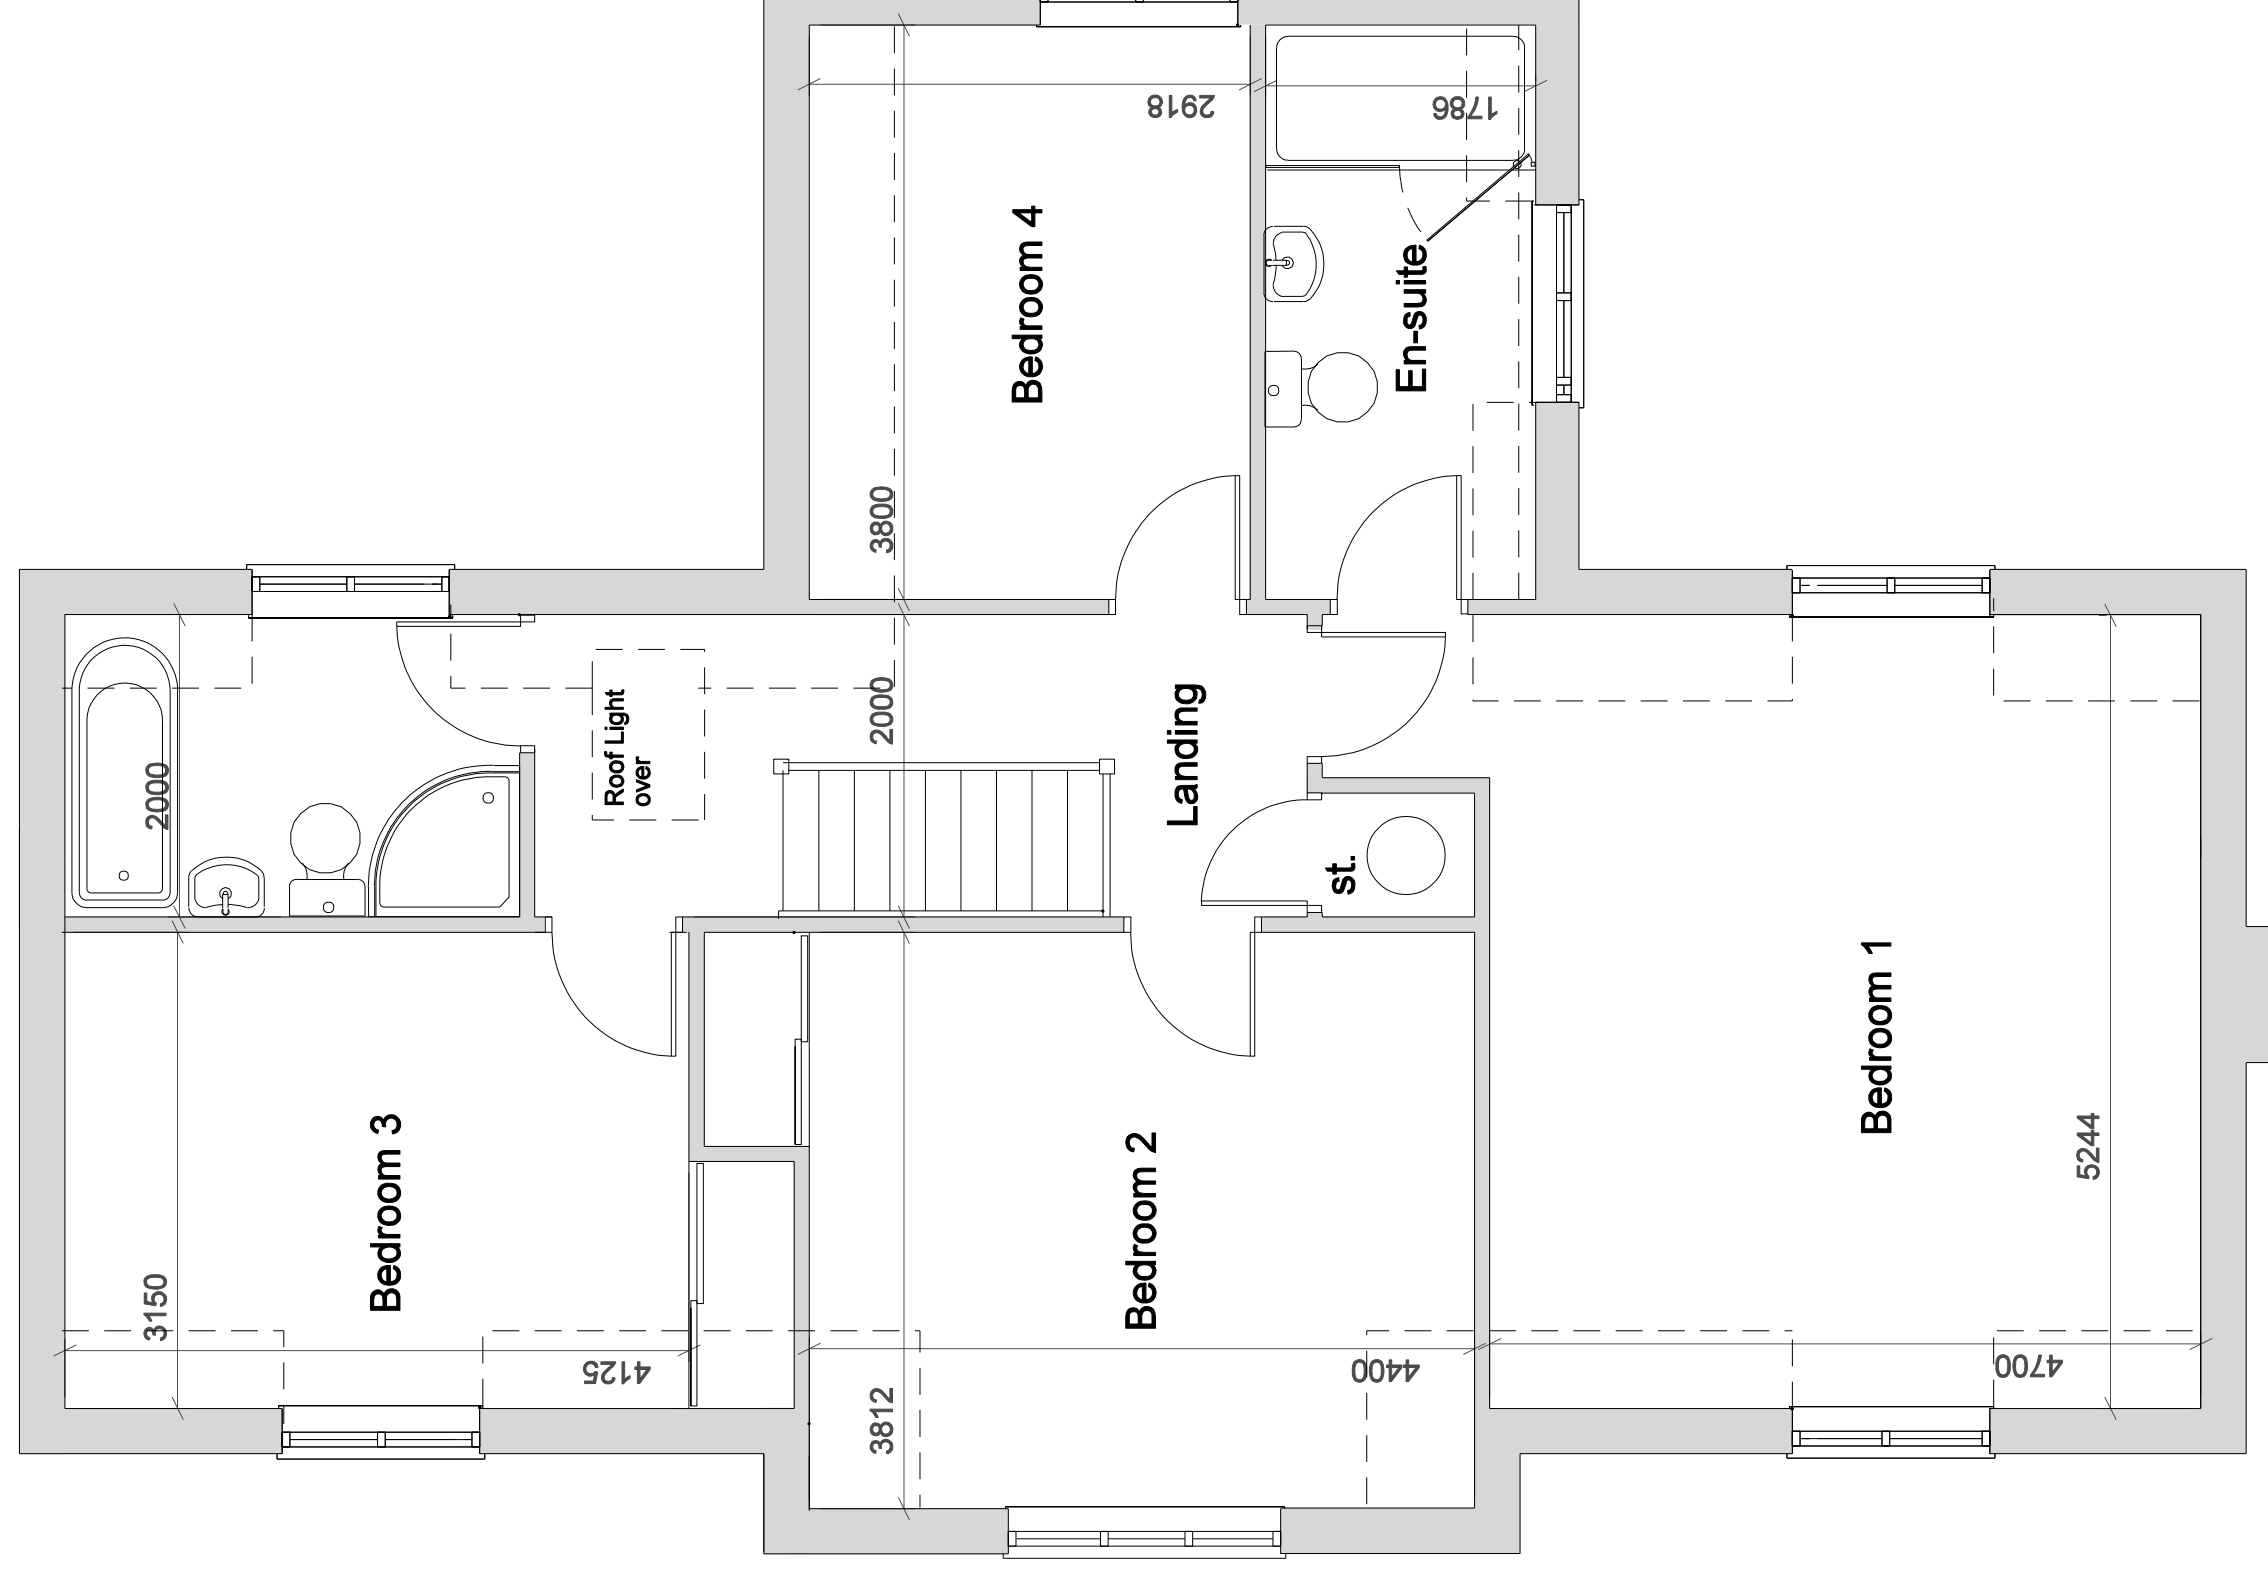 2918
1786
Bedroom 4
En-suite
3800
2000
Roof Light
over
Landing
2000
st.
Bedroom 1
Bedroom 3
Bedroom 2
5244
3150
4125
3812
4400
4700